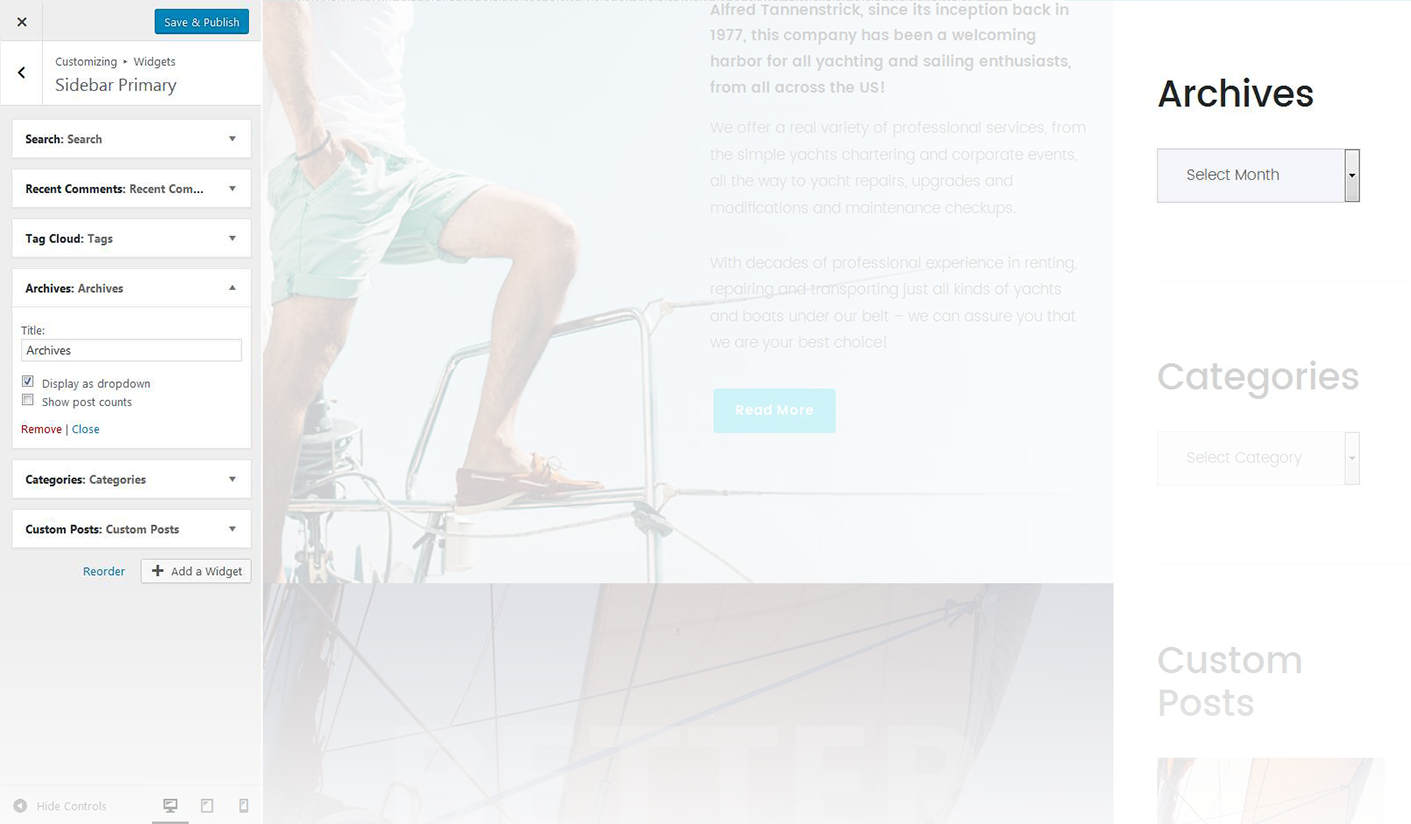 Save & Publish
Customizing ▸ Widgets
Sidebar Primary
Search: Search
Recent Comments: Recent Com...
Tag Cloud: Tags
Archives: Archives
Title:
Archives
Display as dropdown
Show post counts
Remove | Close
Categories: Categories
Custom Posts: Custom Posts
Reorder
Add a Widget
Hide Controls
Alfred Tannenstrick, since its inception back in
1977, this company has been a welcoming
harbor for all yachting and sailing enthusiasts,
from all across the US!
We offer a real variety of professional services, from
the simple yachts chartering and corporate events,
all the way to yacht repairs, upgrades and
modifications and maintenance checkups.
With decades of professional experience in renting,
repairing and transporting just all kinds of yachts
and boats under our belt – we can assure you that
we are your best choice!
Read More
Archives
Select Month
Categories
Select Category
Custom
Posts